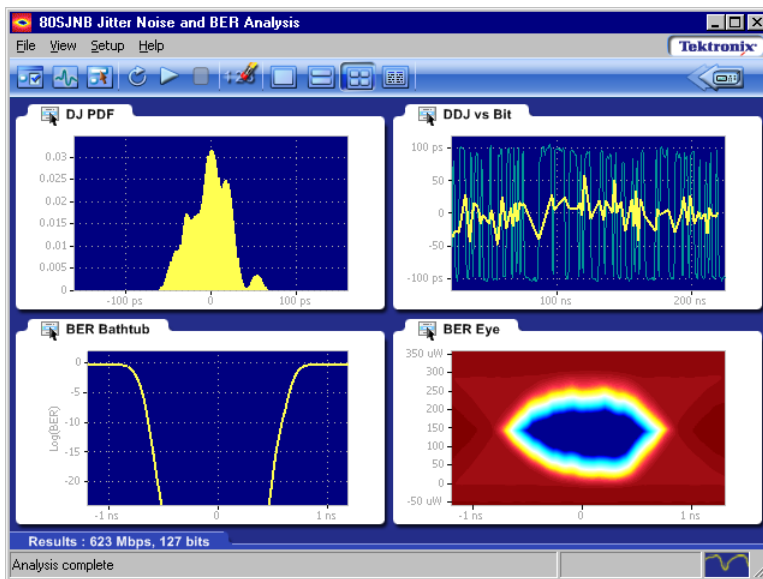 80SJNB Jitter Noise and BER Analysis
File View Setup Help
Tektronix
DJ PDF
0.03
0.025
0.02
0.015
0.01
0.005
0
-100 ps 0 100 ps
DDJ vs Bit
100 ps
50
0
-50
-100 ps
100 ns 200 ns
BER Bathtub
Log(BER)
0
-5
-10
-15
-20
-1 ns 0 1 ns
BER Eye
350 uW
300
250
200
150
100
50
0
-50 uW
-1 ns 0 1 ns
Results : 623 Mbps, 127 bits
Analysis complete